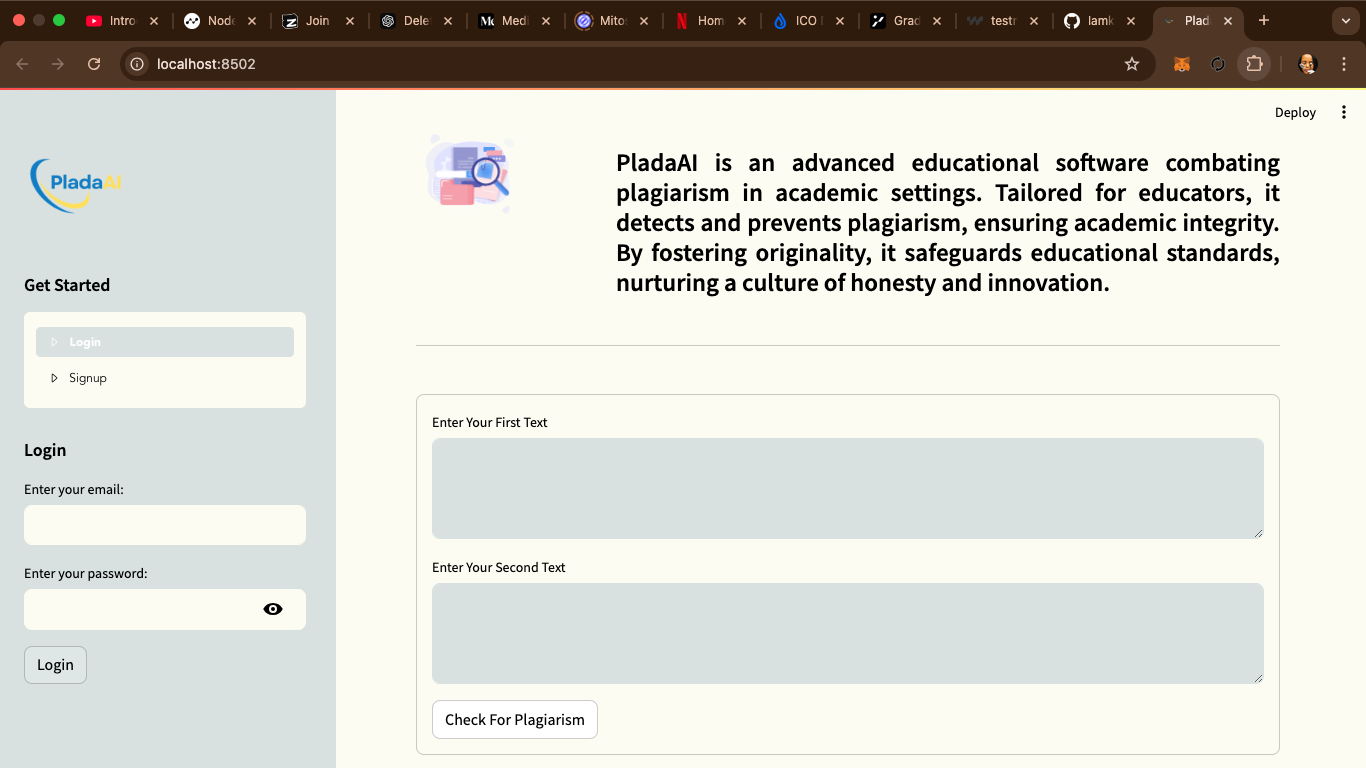 Intro
Node
Join
Delet
Medi
Mito
Hom
ICO
Grad
testr
Iamk
Plad
localhost:8502
Deploy
PladaAI
PladaAI is an advanced educational software combating
plagiarism in academic settings. Tailored for educators, it
detects and prevents plagiarism, ensuring academic integrity.
By fostering originality, it safeguards educational standards,
nurturing a culture of honesty and innovation.
Get Started
Login
Signup
Login
Enter your email:
Enter your password:
Login
Enter Your First Text
Enter Your Second Text
Check For Plagiarism